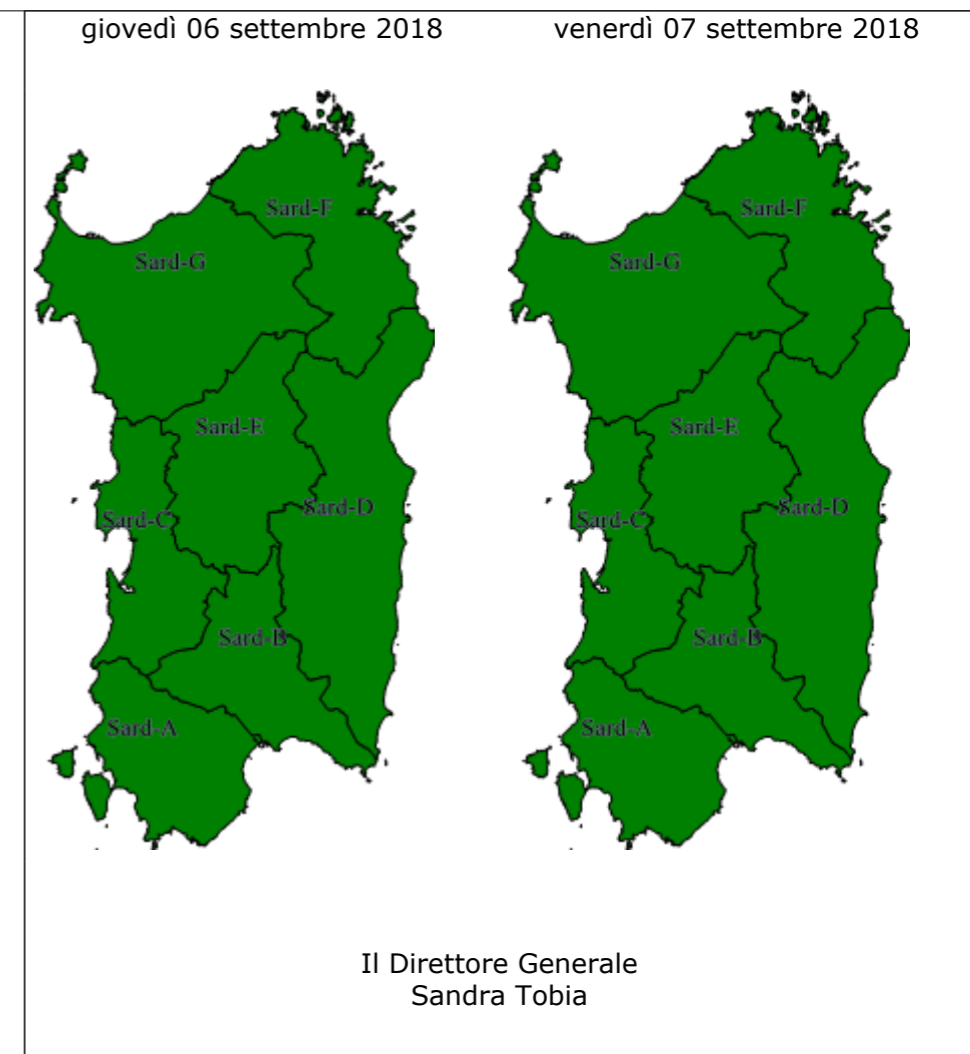 giovedì 06 settembre 2018
venerdì 07 settembre 2018
Sard-F
Sard-G
Sard-E
Sard-D
Sard-C
Sard-B
Sard-A
Sard-F
Sard-G
Sard-E
Sard-D
Sard-C
Sard-B
Sard-A
Il Direttore Generale
Sandra Tobia